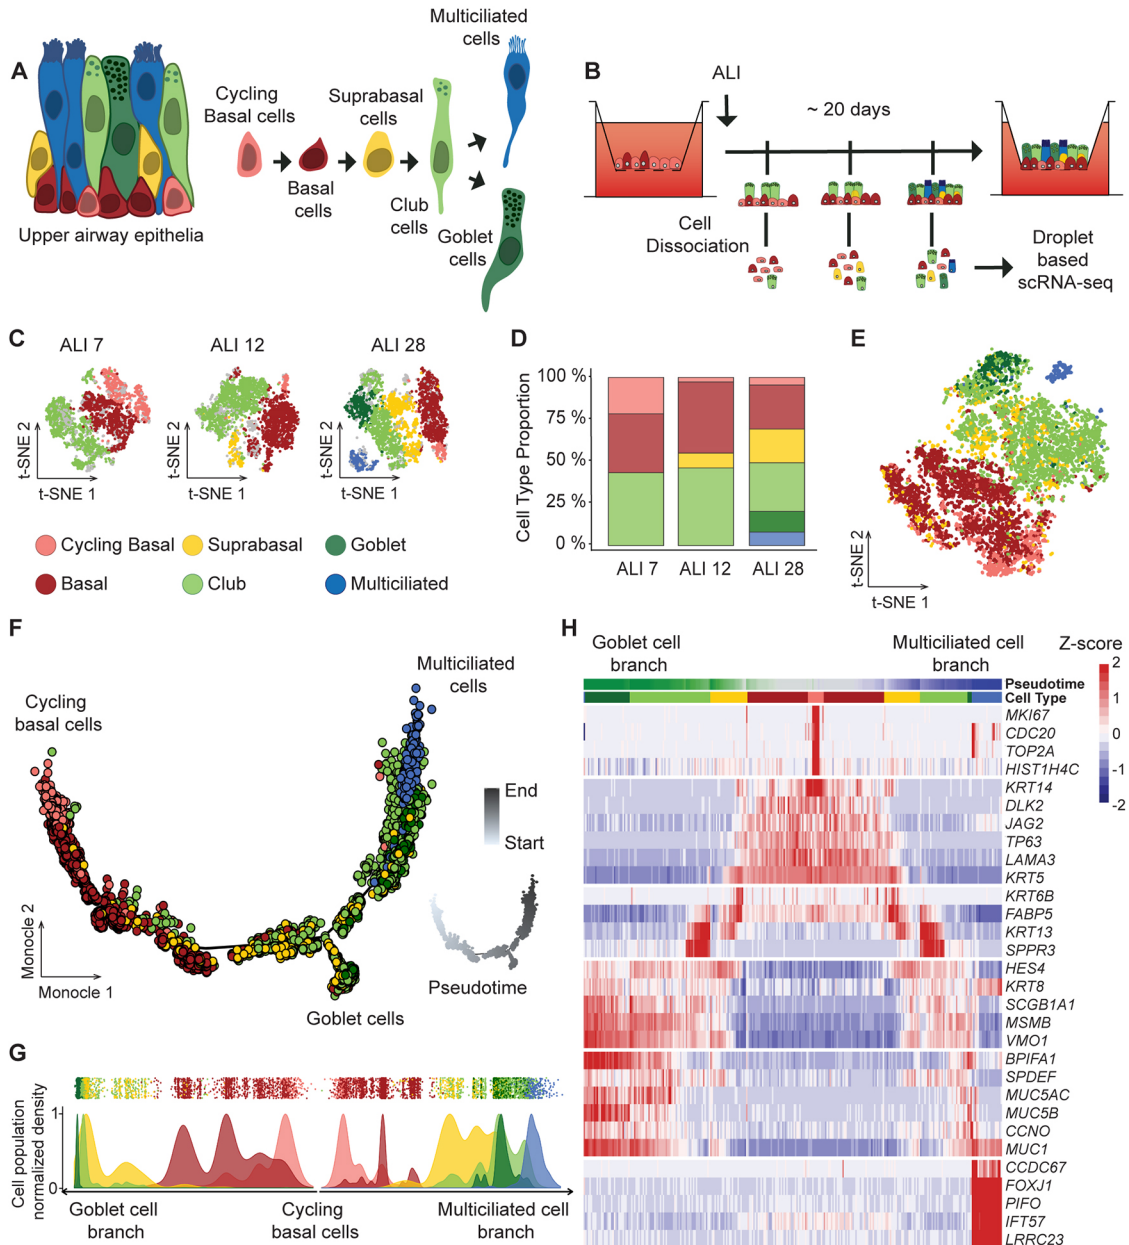 A
Multiciliated
cells
Cycling
Basal cells
Suprabasal
cells
Basal
cells
Club
cells
Goblet
cells
Upper airway epithelia
B
ALI
~ 20 days
Cell
Dissociation
Droplet
based
scRNA-seq
C
ALI 7
ALI 12
ALI 28
t-SNE 2
t-SNE 1
t-SNE 2
t-SNE 1
t-SNE 2
t-SNE 1
Cycling Basal
Suprabasal
Goblet
Basal
Club
Multiciliated
D
Cell Type Proportion
100 %
75 %
50 %
25 %
0 %
ALI 7
ALI 12
ALI 28
E
t-SNE 2
t-SNE 1
F
Cycling
basal cells
Multiciliated
cells
End
Start
Monocle 2
Monocle 1
Pseudotime
Goblet cells
G
Cell population
normalized density
1
0
Goblet cell
branch
Cycling
basal cells
Multiciliated cell
branch
H
Goblet cell
branch
Multiciliated cell
branch
Z-score
2
1
0
-1
-2
Pseudotime
Cell Type
MKI67
CDC20
TOP2A
HIST1H4C
KRT14
DLK2
JAG2
TP63
LAMA3
KRT5
KRT6B
FABP5
KRT13
SPPR3
HES4
KRT8
SCGB1A1
MSMB
VMO1
BPIFA1
SPDEF
MUC5AC
MUC5B
CCNO
MUC1
CCDC67
FOXJ1
PIFO
IFT57
LRRC23